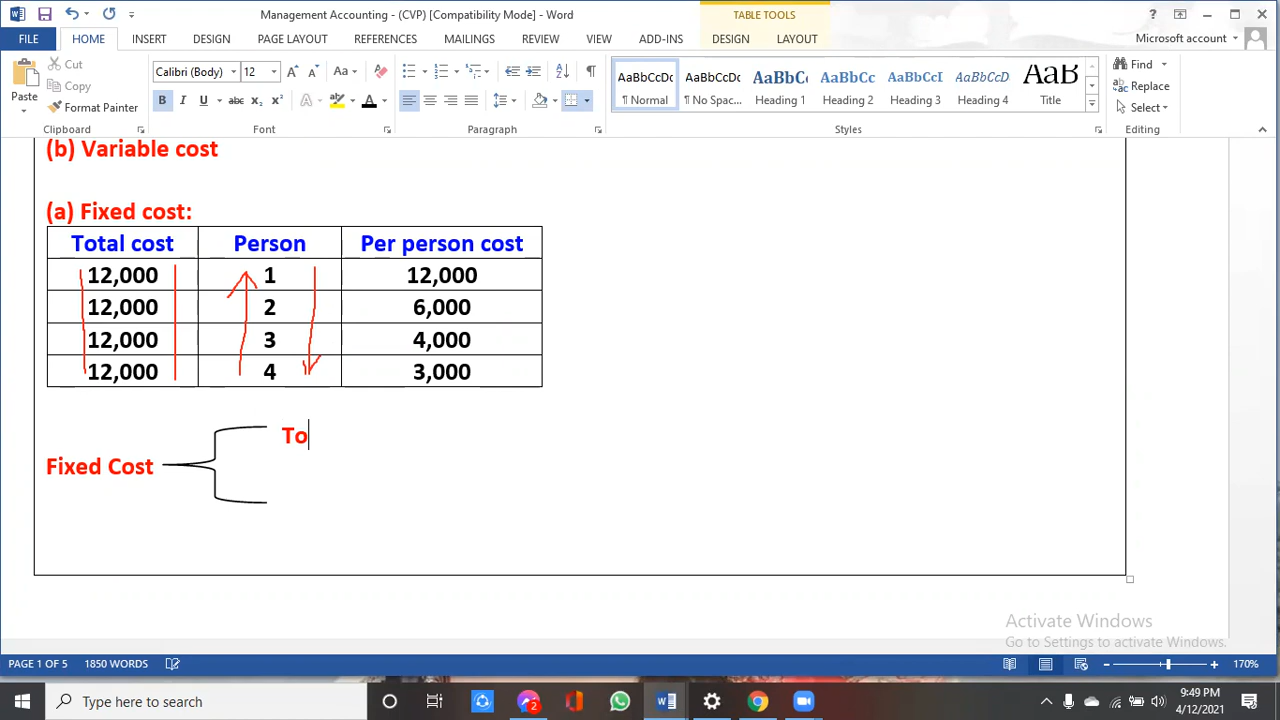 Management Accounting - (CVP) [Compatibility Mode] - Word
TABLE TOOLS
FILE HOME INSERT DESIGN PAGE LAYOUT REFERENCES MAILINGS REVIEW VIEW ADD-INS DESIGN LAYOUT Microsoft account
Paste
Cut
Copy
Format Painter
Calibri (Body) 12
AaBbCcDc AaBbCcDc AaBbCc AaBbCcD AaBbCcI AaBbCcD AaB
¶ Normal ¶ No Spac... Heading Heading 2 Heading 3 Heading 4 Title
Find
Replace
Select
Clipboard Font Paragraph Styles Editing
(b) Variable cost
(a) Fixed cost:
Total cost Person Per person cost
12,000 1 12,000
12,000 2 6,000
12,000 3 4,000
12,000 4 3,000
To
Fixed Cost
Activate Windows
Go to Settings to activate Windows.
PAGE 1 OF 5 1850 WORDS 170%
Type here to search
2
9:49 PM
4/12/2021